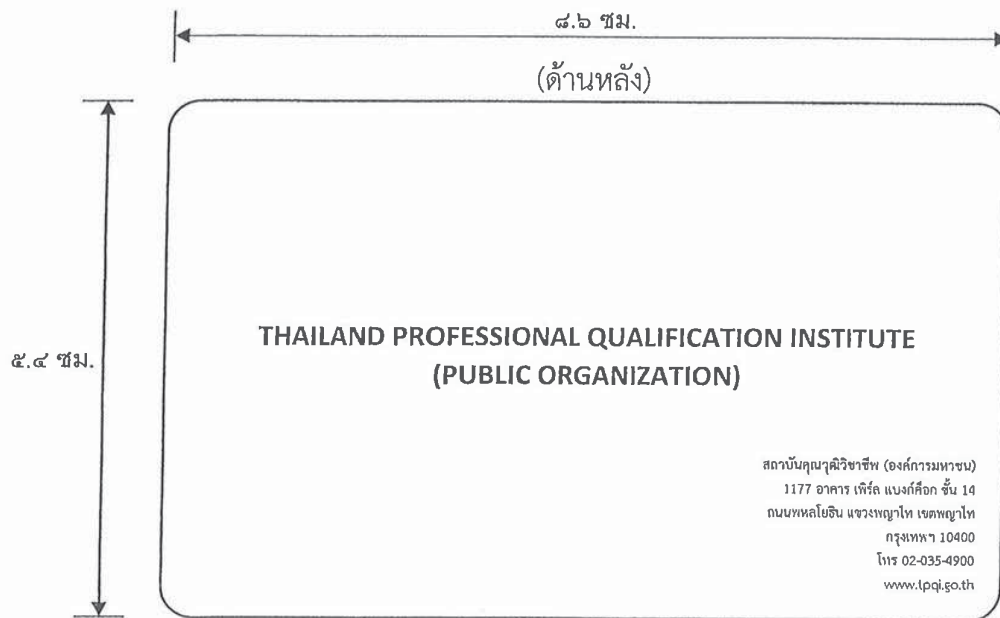 ๘.๖ ซม.
(ด้านหลัง)
๕.๔ ซม.
THAILAND PROFESSIONAL QUALIFICATION INSTITUTE
(PUBLIC ORGANIZATION)
สถาบันคุณวุฒิวิชาชีพ (องค์การมหาชน)
1177 อาคาร เพิร์ล แบงก์ค็อก ชั้น 14
ถนนพหลโยธิน แขวงพญาไท เขตพญาไท
กรุงเทพฯ 10400
โทร 02-035-4900
www.tpqi.go.th